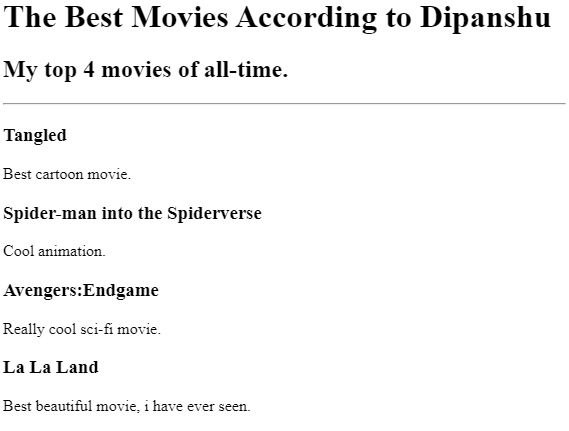 The Best Movies According to Dipanshu
My top 4 movies of all-time.
Tangled
Best cartoon movie.
Spider-man into the Spiderverse
Cool animation.
Avengers:Endgame
Really cool sci-fi movie.
La La Land
Best beautiful movie, i have ever seen.